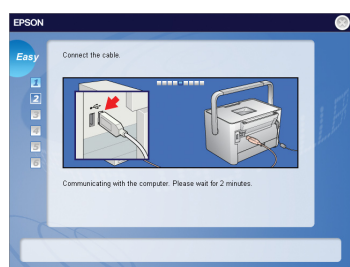 EPSON
Easy
Connect the cable.
1
2
3
4
5
6
Communicating with the computer. Please wait for 2 minutes.